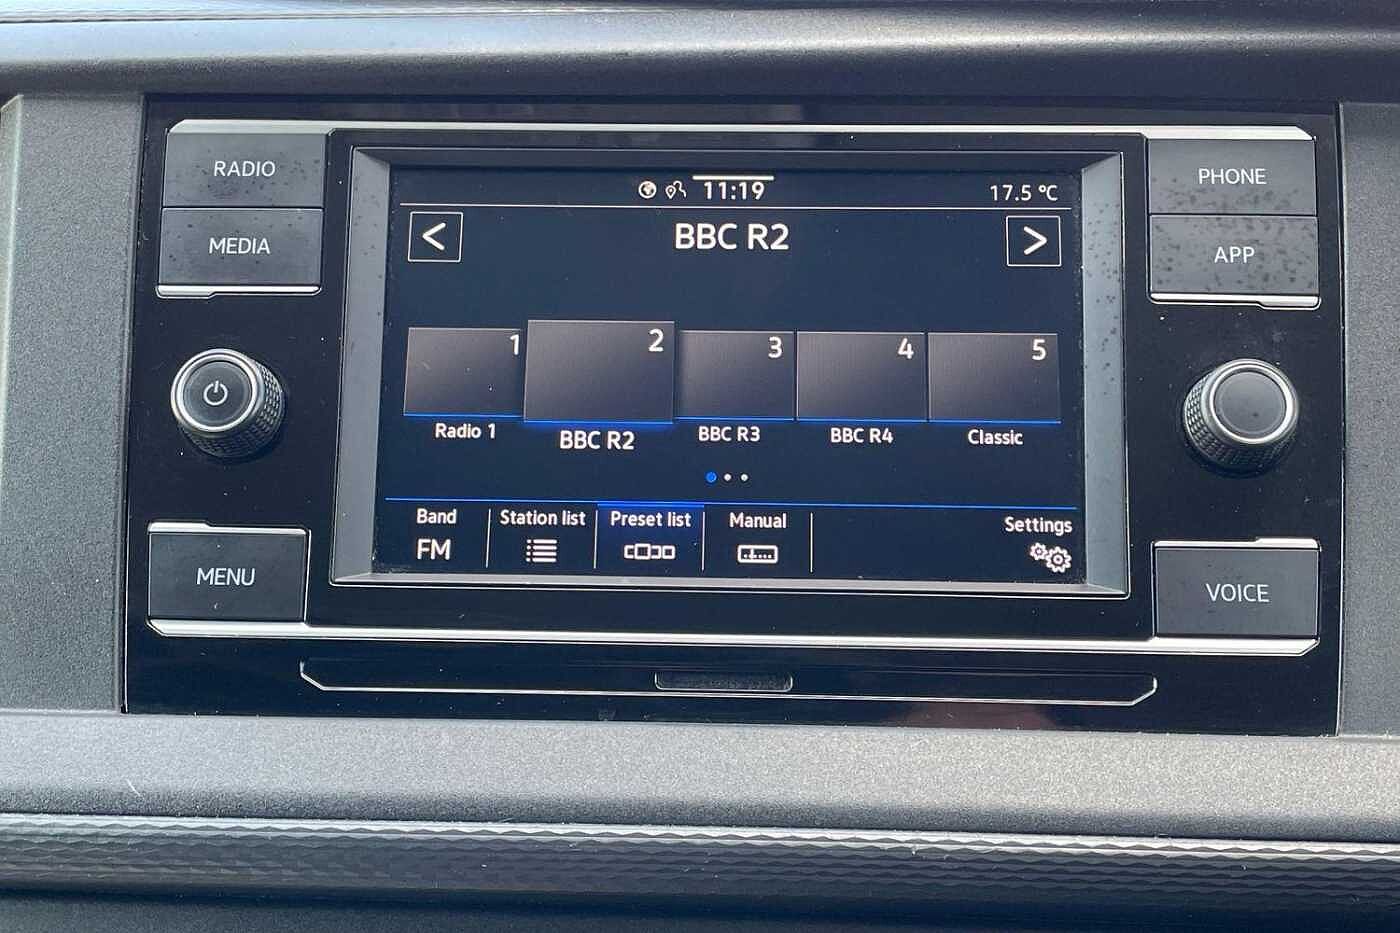 RADIO
MEDIA
MENU
11:19
17.5 °C
<
BBC R2
>
1
2
3
4
5
Radio 1
BBC R2
BBC R3
BBC R4
Classic
Band
Station list
Preset list
Manual
Settings
FM
PHONE
APP
VOICE